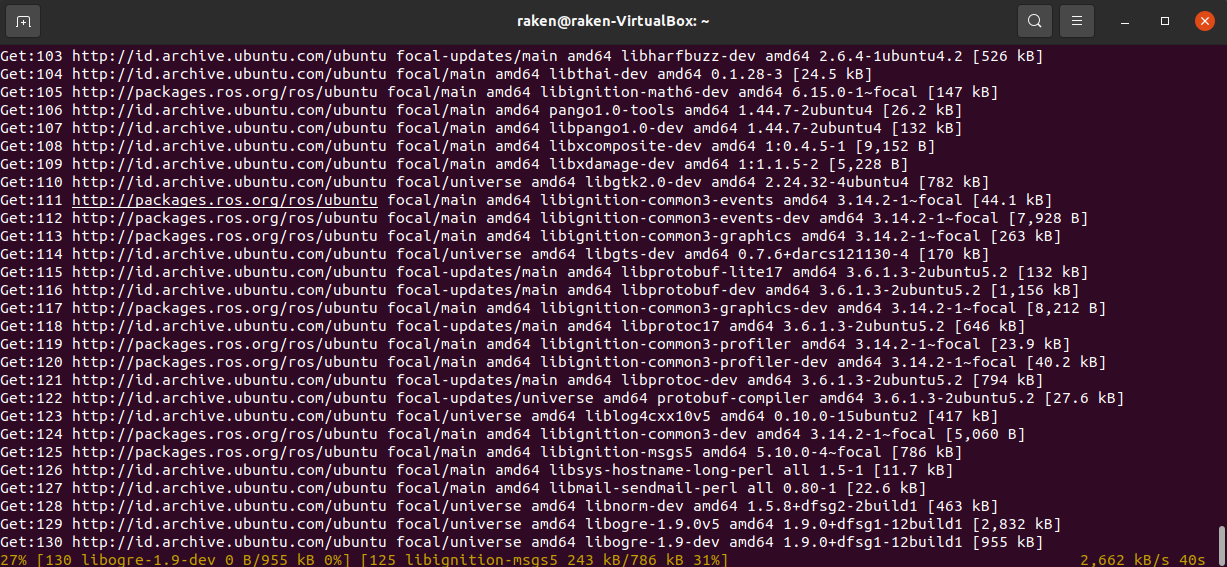 raken@raken-VirtualBox: ~
Get:103 http://id.archive.ubuntu.com/ubuntu focal-updates/main amd64 libharfbuzz-dev amd64 2.6.4-1ubuntu4.2 [526 kB]
Get:104 http://id.archive.ubuntu.com/ubuntu focal/main amd64 libthai-dev amd64 0.1.28-3 [24.5 kB]
Get:105 http://packages.ros.org/ros/ubuntu focal/main amd64 libignition-math6-dev amd64 6.15.0-1~focal [147 kB]
Get:106 http://id.archive.ubuntu.com/ubuntu focal/main amd64 pango1.0-tools amd64 1.44.7-2ubuntu4 [26.2 kB]
Get:107 http://id.archive.ubuntu.com/ubuntu focal/main amd64 libpango1.0-dev amd64 1.44.7-2ubuntu4 [132 kB]
Get:108 http://id.archive.ubuntu.com/ubuntu focal/main amd64 libxcomposite-dev amd64 1:0.4.5-1 [9,152 B]
Get:109 http://id.archive.ubuntu.com/ubuntu focal/main amd64 libxdamage-dev amd64 1:1.1.5-2 [5,228 B]
Get:110 http://id.archive.ubuntu.com/ubuntu focal/universe amd64 libgtk2.0-dev amd64 2.24.32-4ubuntu4 [782 kB]
Get:111 http://packages.ros.org/ros/ubuntu focal/main amd64 libignition-common3-events amd64 3.14.2-1~focal [44.1 kB]
Get:112 http://packages.ros.org/ros/ubuntu focal/main amd64 libignition-common3-events-dev amd64 3.14.2-1~focal [7,928 B]
Get:113 http://packages.ros.org/ros/ubuntu focal/main amd64 libignition-common3-graphics amd64 3.14.2-1~focal [263 kB]
Get:114 http://id.archive.ubuntu.com/ubuntu focal/universe amd64 libgts-dev amd64 0.7.6+darcs121130-4 [170 kB]
Get:115 http://id.archive.ubuntu.com/ubuntu focal-updates/main amd64 libprotobuf-lite17 amd64 3.6.1.3-2ubuntu5.2 [132 kB]
Get:116 http://id.archive.ubuntu.com/ubuntu focal-updates/main amd64 libprotobuf-dev amd64 3.6.1.3-2ubuntu5.2 [1,156 kB]
Get:117 http://packages.ros.org/ros/ubuntu focal/main amd64 libignition-common3-graphics-dev amd64 3.14.2-1~focal [8,212 B]
Get:118 http://id.archive.ubuntu.com/ubuntu focal-updates/main amd64 libprotoc17 amd64 3.6.1.3-2ubuntu5.2 [646 kB]
Get:119 http://packages.ros.org/ros/ubuntu focal/main amd64 libignition-common3-profiler amd64 3.14.2-1~focal [23.9 kB]
Get:120 http://packages.ros.org/ros/ubuntu focal/main amd64 libignition-common3-profiler-dev amd64 3.14.2-1~focal [40.2 kB]
Get:121 http://id.archive.ubuntu.com/ubuntu focal-updates/main amd64 libprotoc-dev amd64 3.6.1.3-2ubuntu5.2 [794 kB]
Get:122 http://id.archive.ubuntu.com/ubuntu focal-updates/universe amd64 protobuf-compiler amd64 3.6.1.3-2ubuntu5.2 [27.6 kB]
Get:123 http://id.archive.ubuntu.com/ubuntu focal/universe amd64 liblog4cxx10v5 amd64 0.10.0-15ubuntu2 [417 kB]
Get:124 http://packages.ros.org/ros/ubuntu focal/main amd64 libignition-common3-dev amd64 3.14.2-1~focal [5,060 B]
Get:125 http://packages.ros.org/ros/ubuntu focal/main amd64 libignition-msgs5 amd64 5.10.0-4~focal [786 kB]
Get:126 http://id.archive.ubuntu.com/ubuntu focal/main amd64 libsys-hostname-long-perl all 1.5-1 [11.7 kB]
Get:127 http://id.archive.ubuntu.com/ubuntu focal/main amd64 libmail-sendmail-perl all 0.80-1 [22.6 kB]
Get:128 http://id.archive.ubuntu.com/ubuntu focal/universe amd64 libnorm-dev amd64 1.5.8+dfsg2-2build1 [463 kB]
Get:129 http://id.archive.ubuntu.com/ubuntu focal/universe amd64 libogre-1.9.0v5 amd64 1.9.0+dfsg1-12build1 [2,832 kB]
Get:130 http://id.archive.ubuntu.com/ubuntu focal/universe amd64 libogre-1.9-dev amd64 1.9.0+dfsg1-12build1 [955 kB]
27% [130 libogre-1.9-dev 0 B/955 kB 0%] [125 libignition-msgs5 243 kB/786 kB 31%] 2,662 kB/s 40s